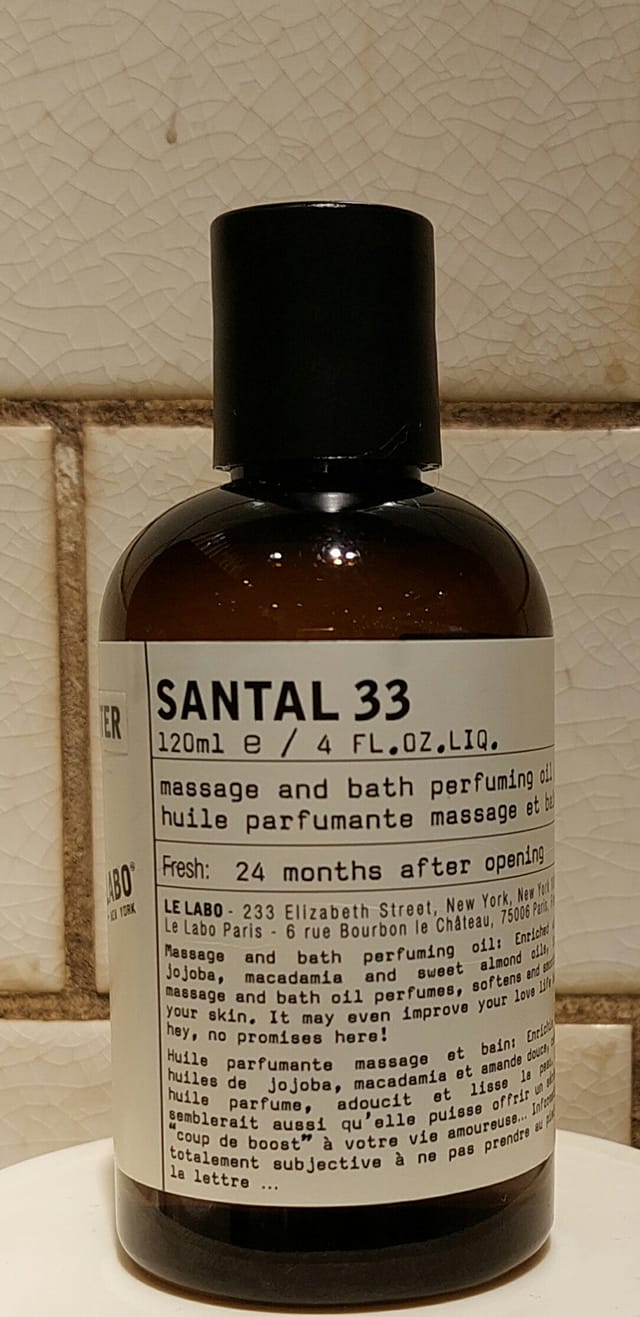 SANTAL 33
120ml e / 4 FL.OZ.LIQ.
massage and bath perfuming oil
huile parfumante massage et
Fresh: 24 months after opening
LE LABO - 233 Elizabeth Street, New York, New York
Le Labo Paris - 6 rue Bourbon le Château, 75006 Paris,
Massage and bath perfuming oil: Enriched
jojoba, macadamia and sweet almond oils,
massage and bath oil perfumes, softens and
your skin. It may even improve your love life
hey, no promises here!
Huile parfumante massage et bain:
huiles de jojoba, macadamia et amande douce,
huile parfume, adoucit et lisse la peau,
semblerait aussi qu'elle puisse offrir un
"coup de boost" à votre vie amoureuse...
totalement subjective à ne pas prendre au
la lettre ...
TER
LABO
NEW YORK